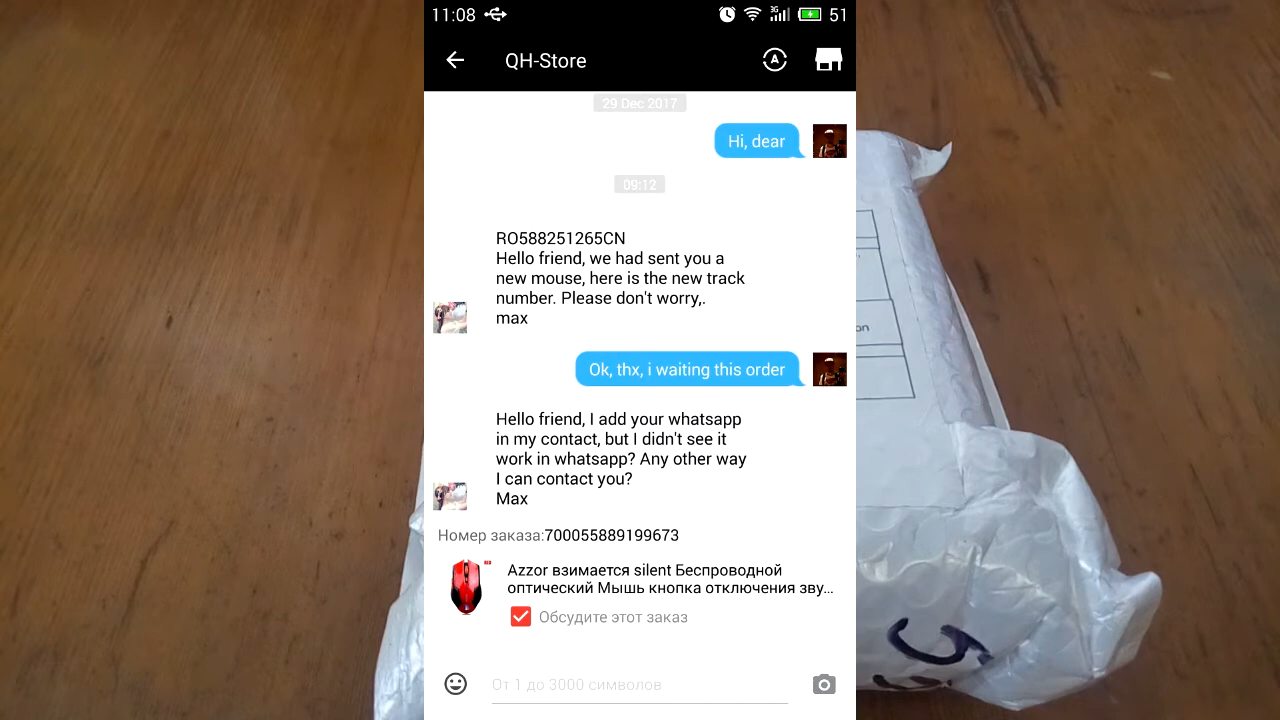 11:08
3G
51
QH-Store
A
29 Dec 2017
Hi, dear
09:12
RO588251265CN
Hello friend, we had sent you a
new mouse, here is the new track
number. Please don't worry,.
max
Ok, thx, i waiting this order
Hello friend, I add your whatsapp
in my contact, but I didn't see it
work in whatsapp? Any other way
I can contact you?
Max
Номер заказа:700055889199673
Azzor взимается silent Беспроводной
оптический Мышь кнопка отключения зву...
Обсудите этот заказ
От 1 до 3000 символов
on